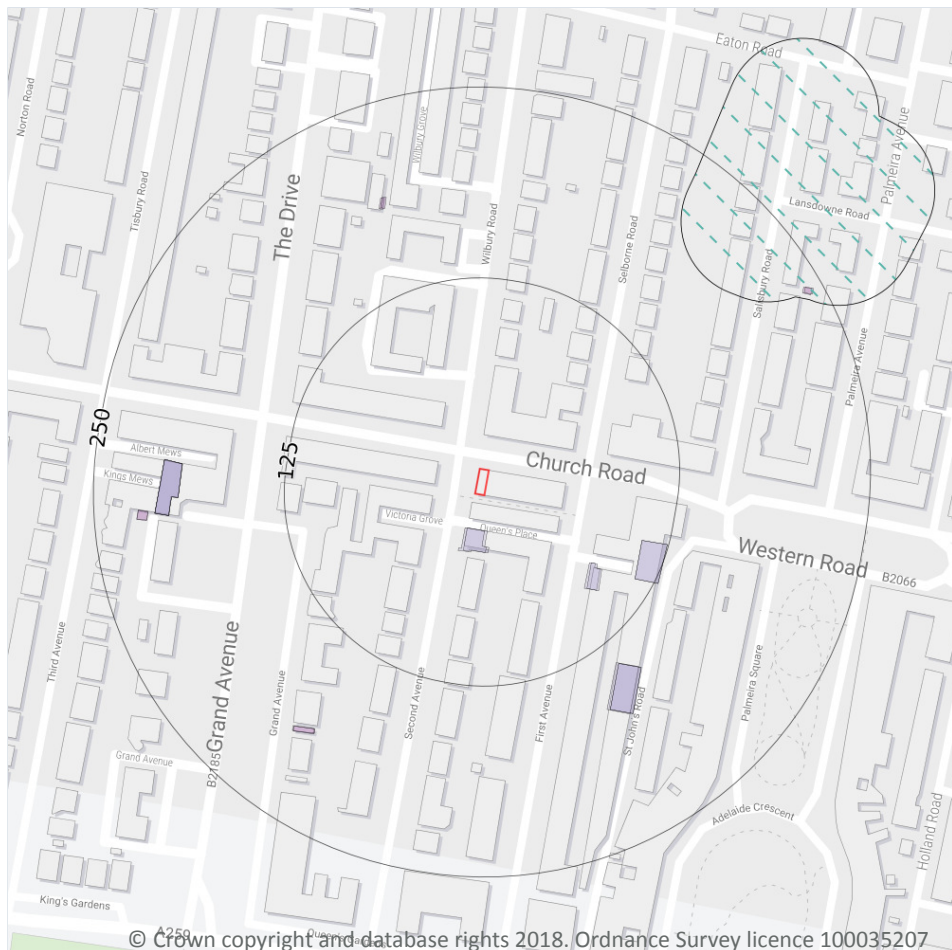 Eaton Road
Norton Road
Tisbury Road
The Drive
Wilbury Grove
Wilbury Road
Selborne Road
Salisbury Road
Lansdowne Road
Palmeira Avenue
Palmeira Avenue
250
125
Albert Mews
Kings Mews
Church Road
Victoria Grove
Queen's Place
Western Road
B2066
Third Avenue
Grand Avenue
B2185
Grand Avenue
Grand Avenue
Second Avenue
First Avenue
St John's Road
Palmeira Square
Adelaide Crescent
Holland Road
King's Gardens
A259
Queen's Gardens
© Crown copyright and database rights 2018. Ordnance Survey licence 100035207